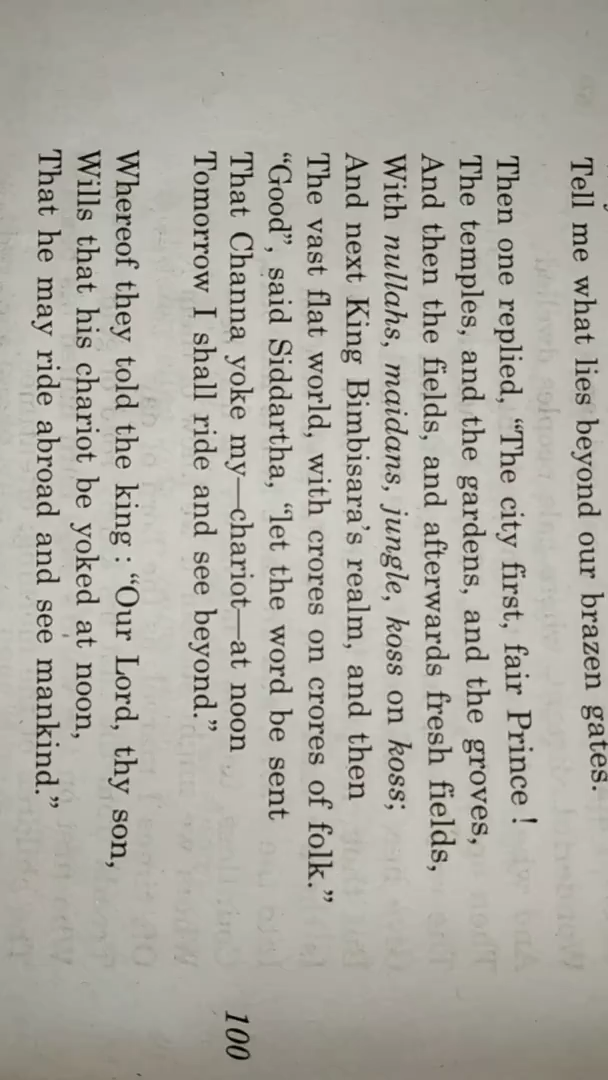 Tell me what lies beyond our brazen gates.
Then one replied, “The city first, fair Prince !
The temples, and the gardens, and the groves,
And then the fields, and afterwards fresh fields,
With nullahs, maidans, jungle, koss on koss;
And next King Bimbisara’s realm, and then
The vast flat world, with crores on crores of folk.”
“Good”, said Siddartha, “let the word be sent
That Channa yoke my—chariot—at noon
Tomorrow I shall ride and see beyond.”
100
Whereof they told the king : “Our Lord, thy son,
Wills that his chariot be yoked at noon,
That he may ride abroad and see mankind.”